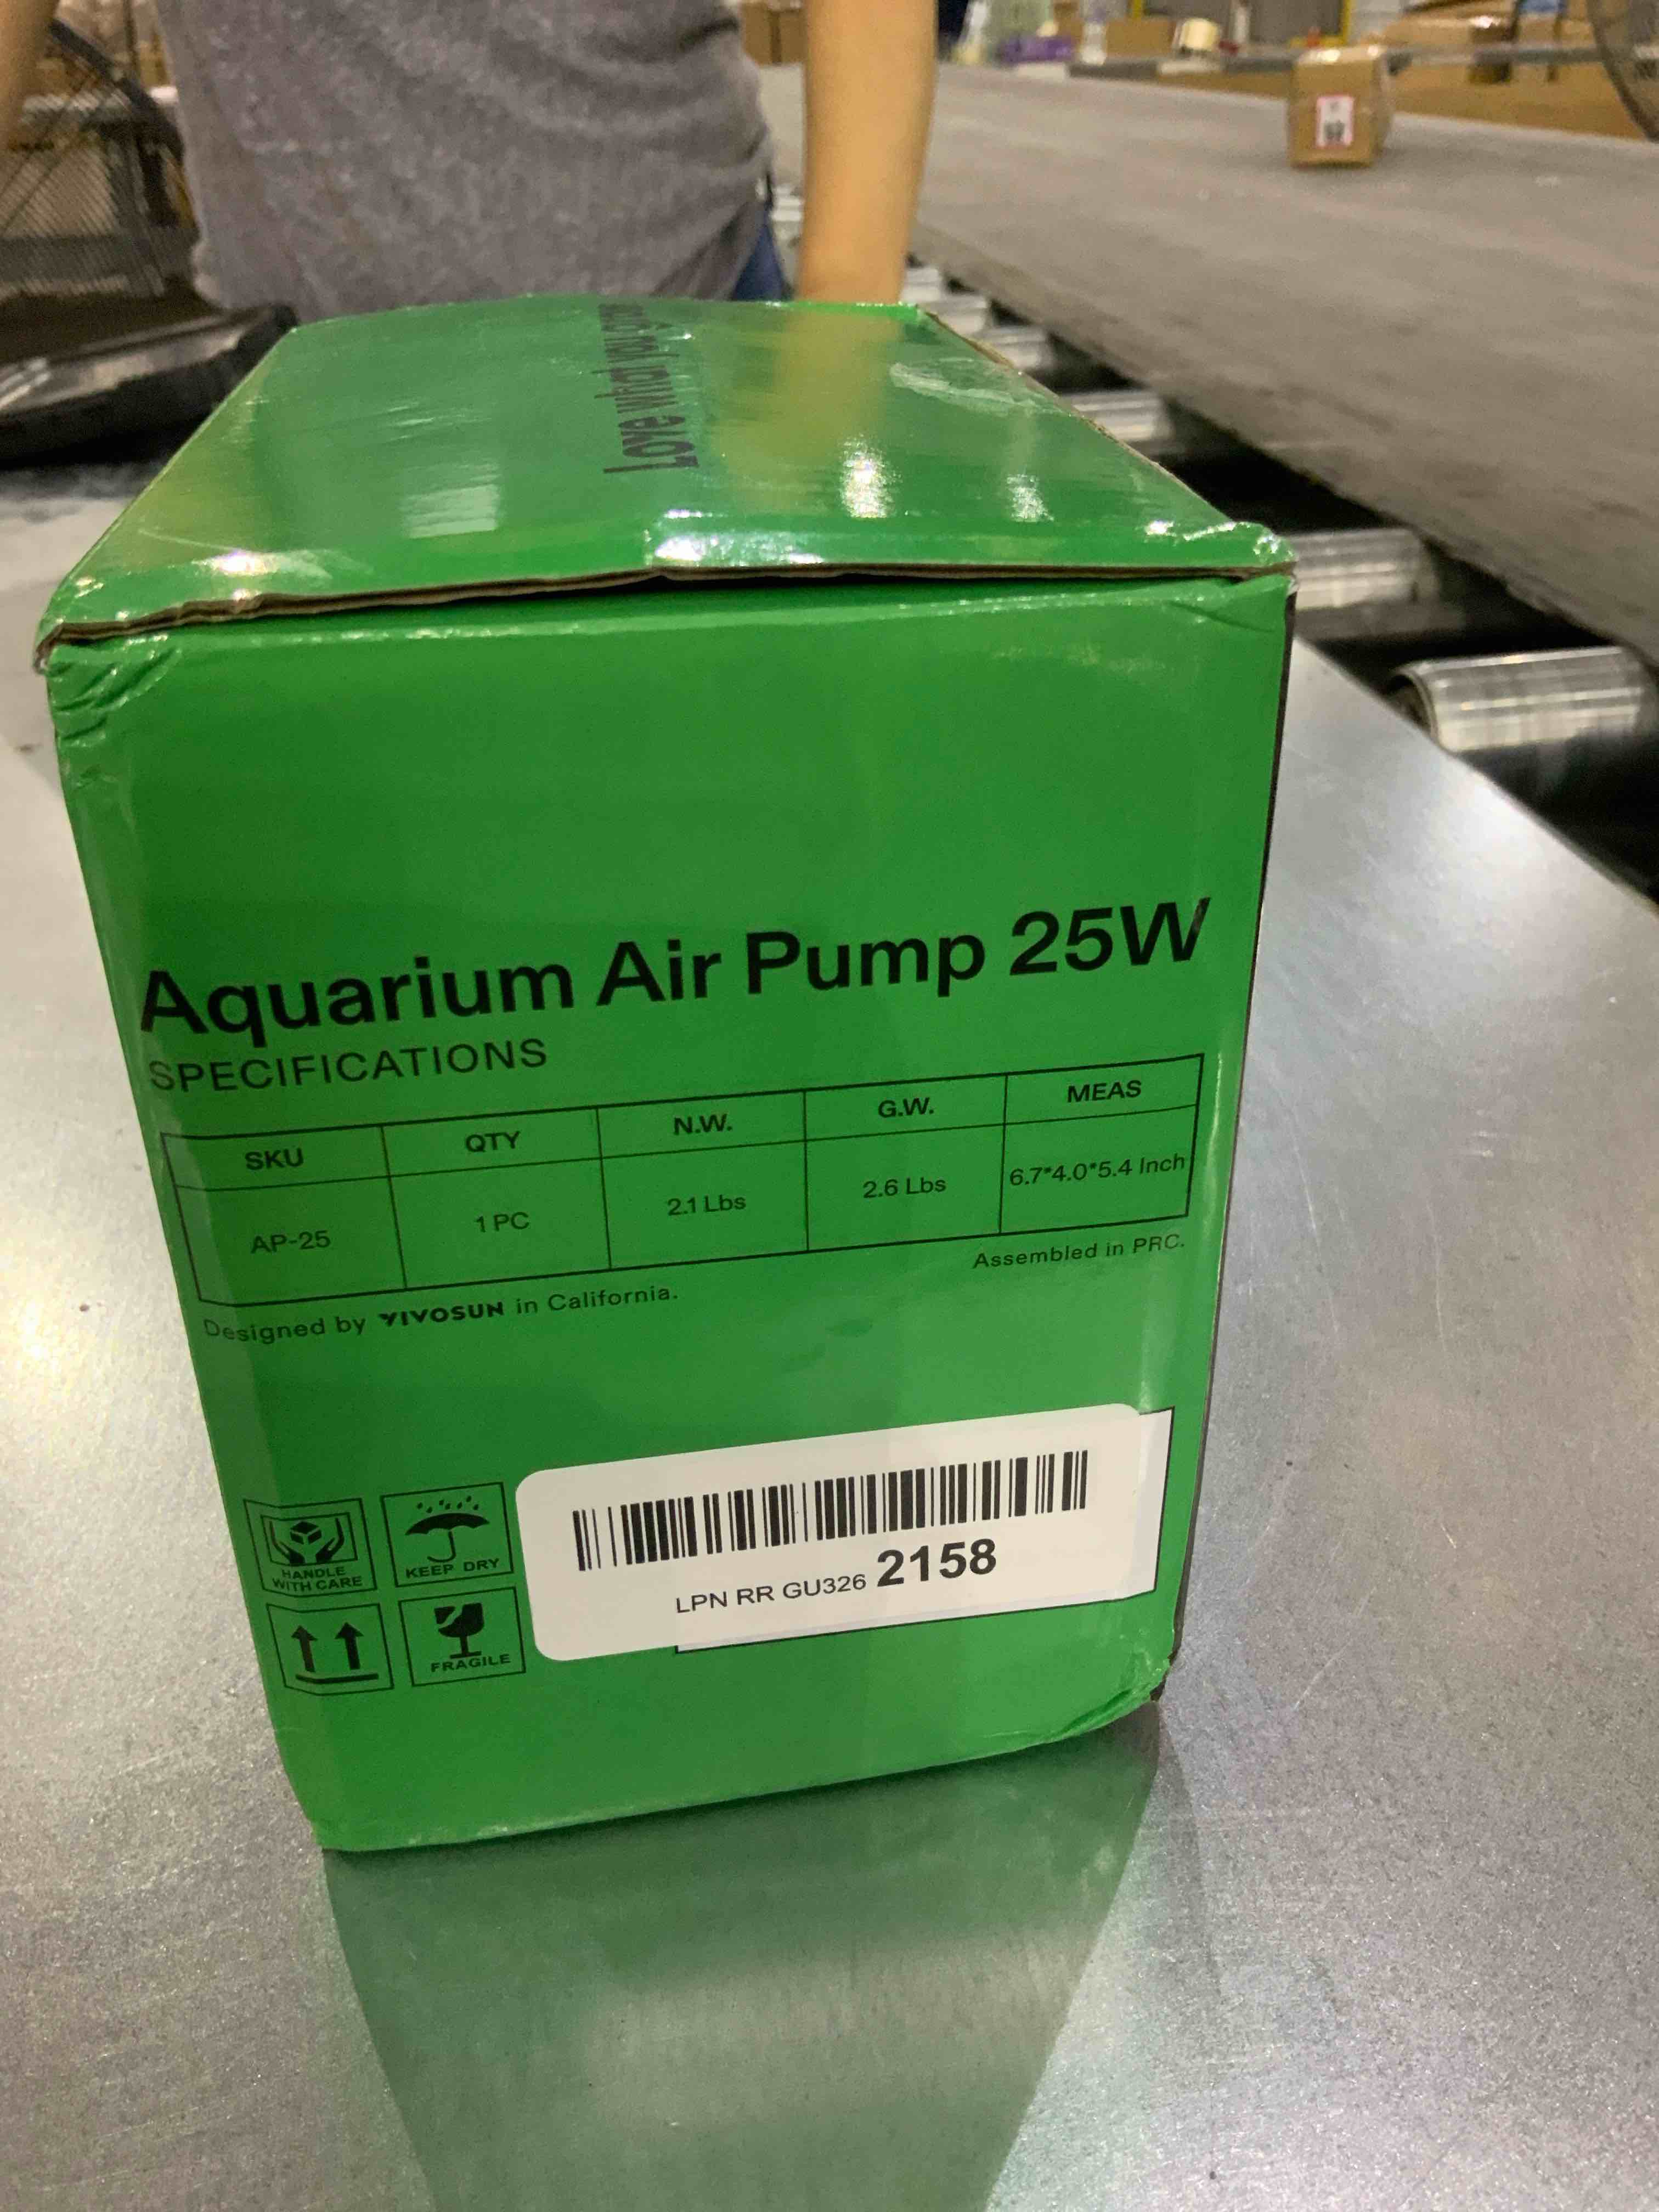 Love what you
Aquarium Air Pump 25W
SPECIFICATIONS
SKU QTY N.W. G.W. MEAS
AP-25 1 PC 2.1 Lbs 2.6 Lbs 6.7*4.0*5.4 Inch
Designed by VIVOSUN in California. Assembled in PRC.
HANDLE
WITH CARE
KEEP DRY
FRAGILE
LPN RR GU326 2158